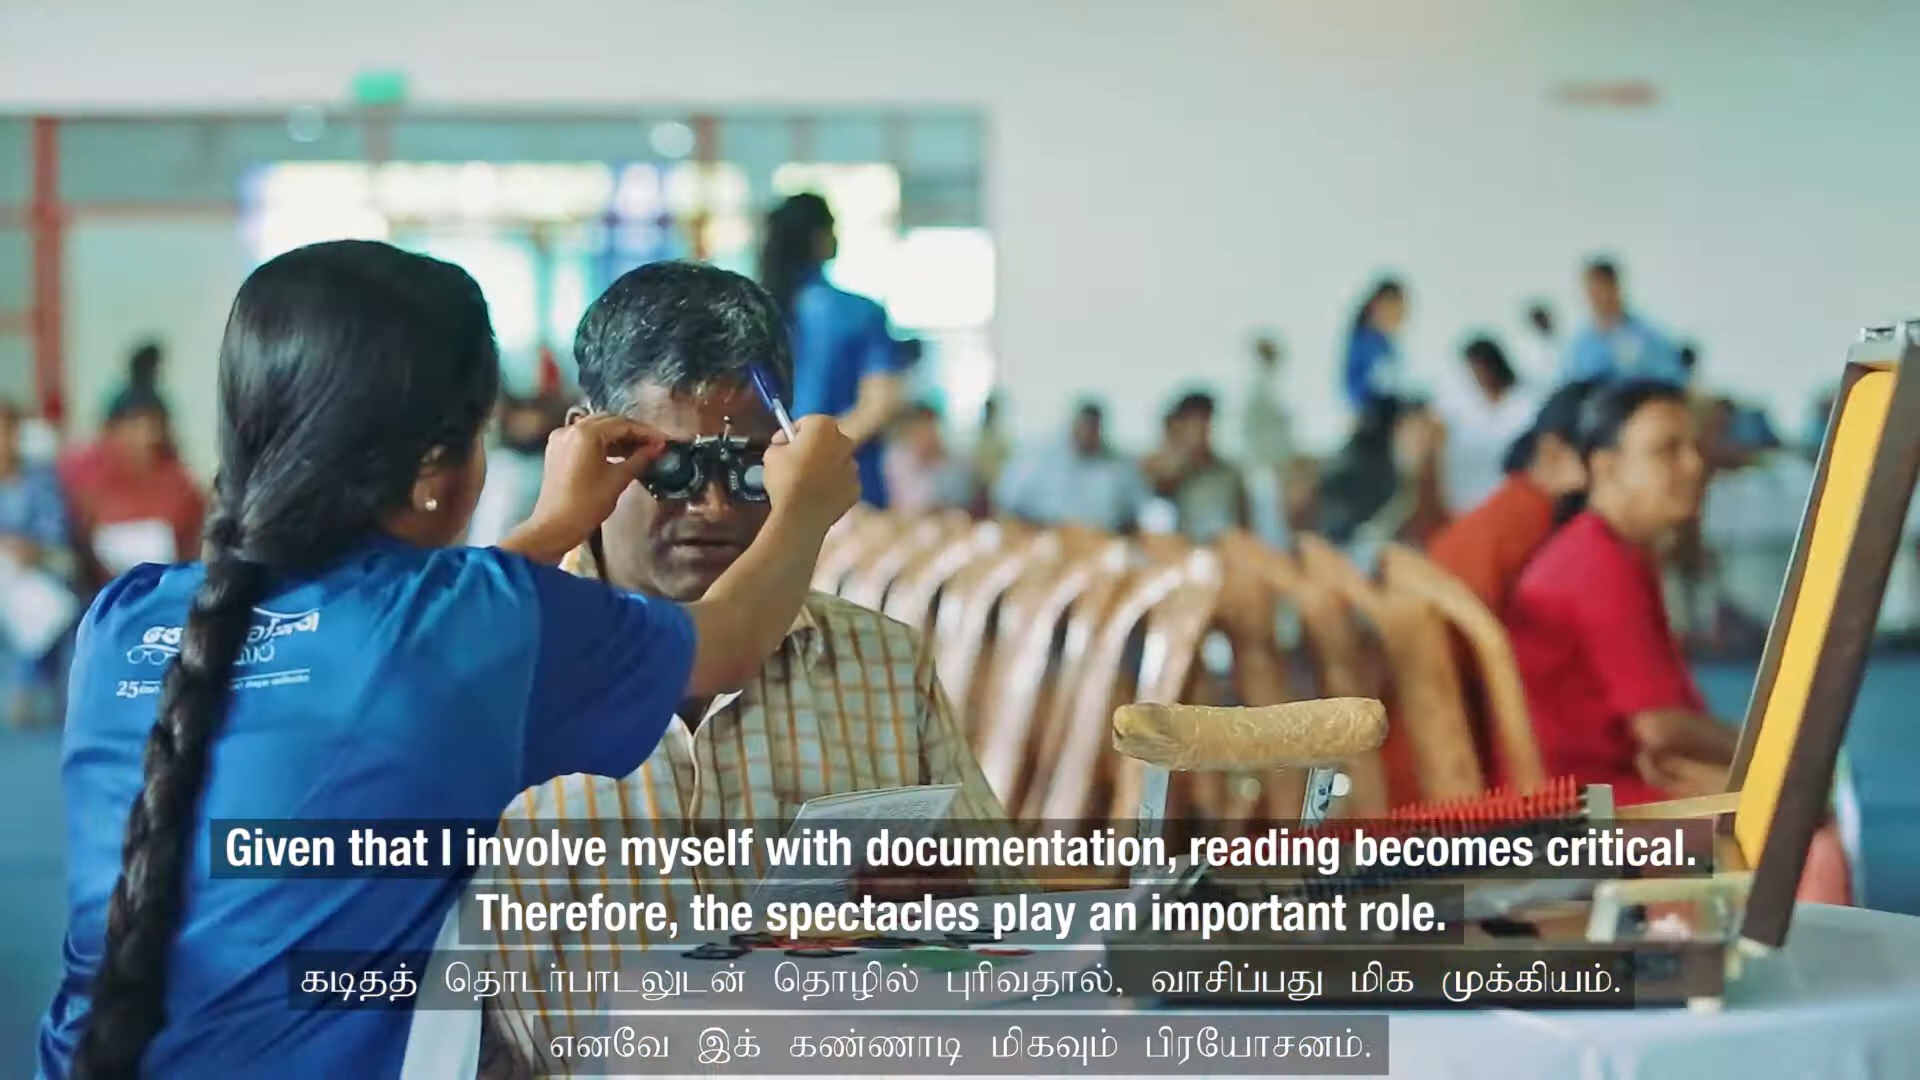 25
Given that I involve myself with documentation, reading becomes critical.
Therefore, the spectacles play an important role.
கடிதத் தொடர்பாடலுடன் தொழில் புரிவதால், வாசிப்பது மிக முக்கியம்.
எனவே இக் கண்ணாடி மிகவும் பிரயோசனம்.